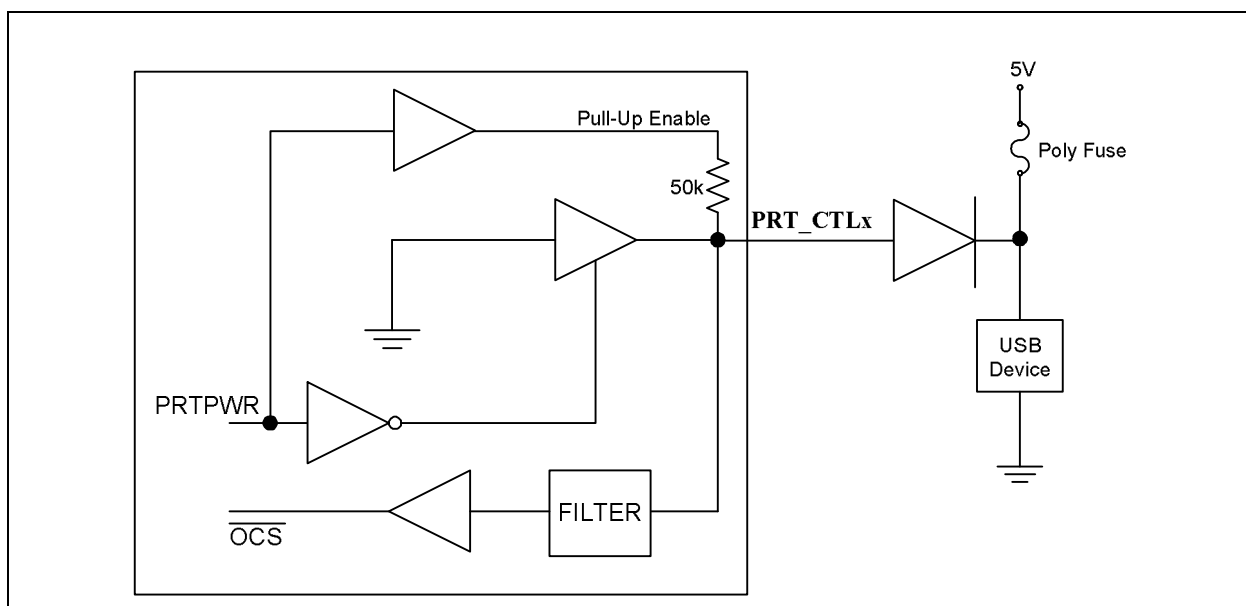 5V
Pull-Up Enable
Poly Fuse
50k
PRT_CTLx
USB
Device
PRTPWR
FILTER
OCS